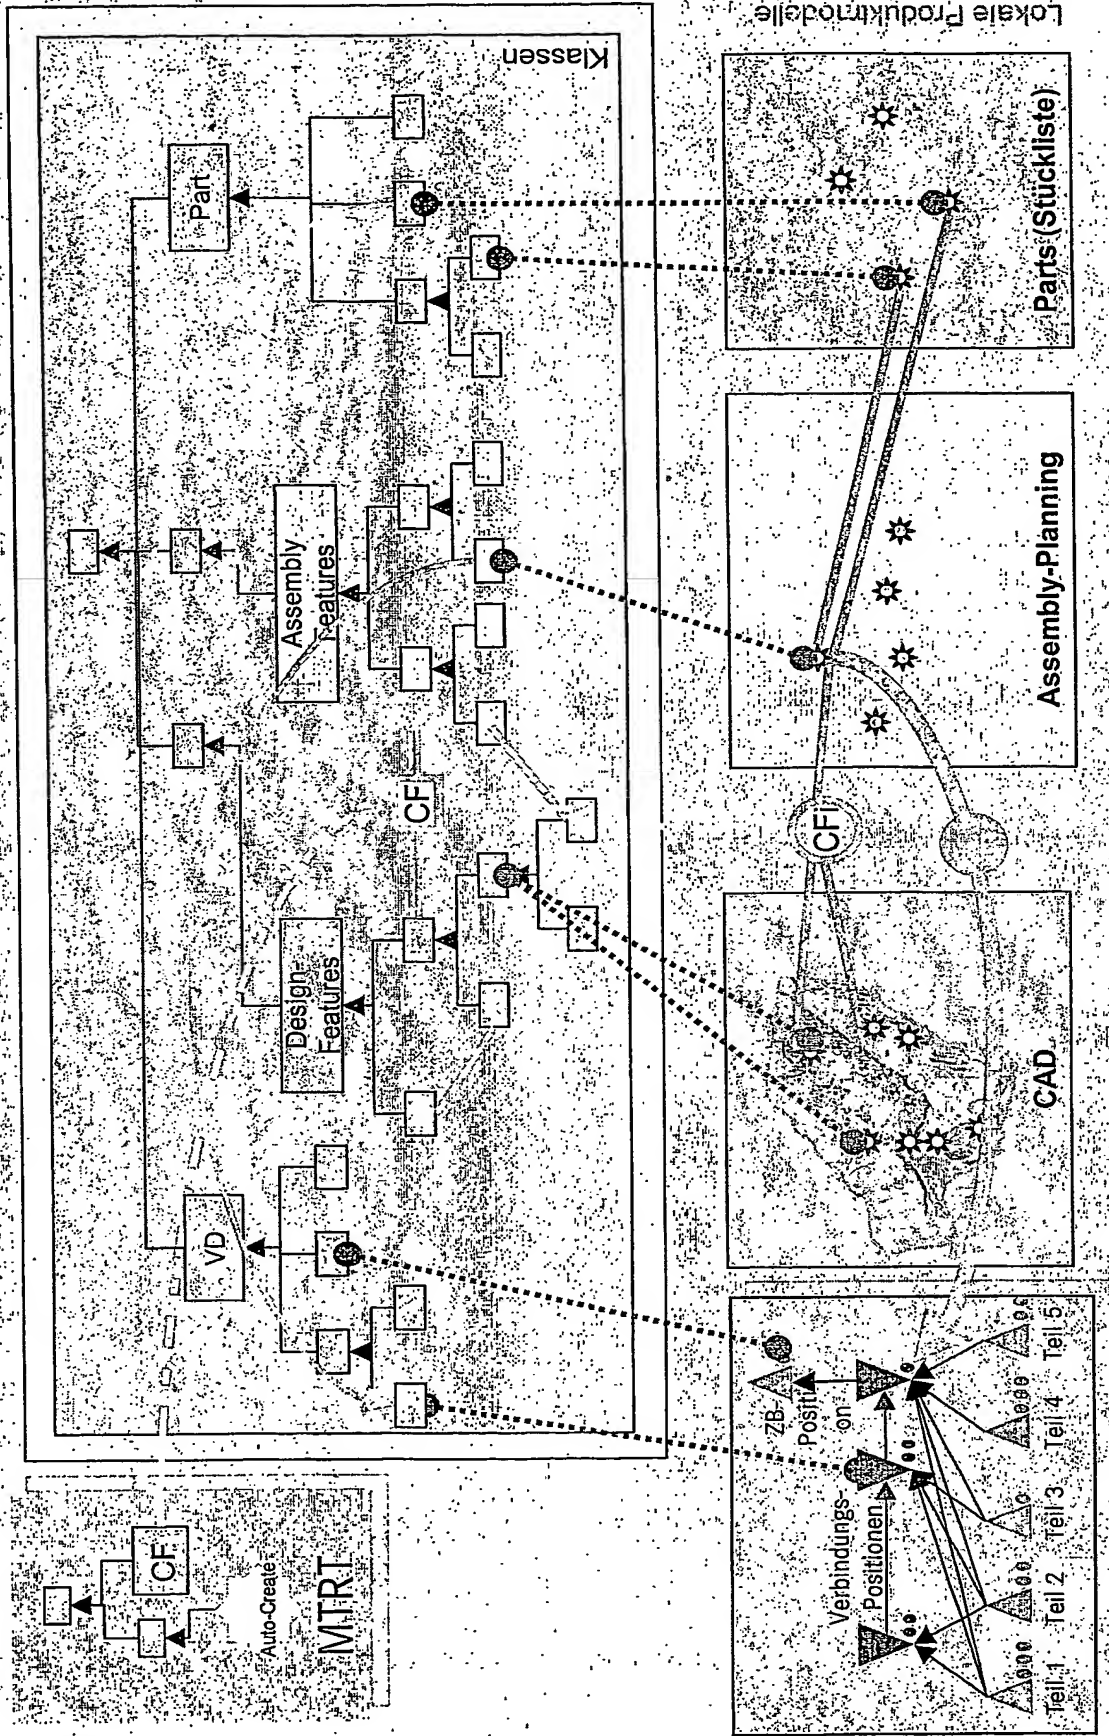 CF
Auto-Create
MTRT
VD
Design-
Features
Assembly
Features
Part
CF
Klassen
Verbindungs-
Positionen
ZB-
Positi
on
Teil 1
Teil 2
Teil 3
Teil 4
Teil 5
CAD
CFi
Assembly-Planning
Parts (Stückliste)
Lokale Produktmodelle